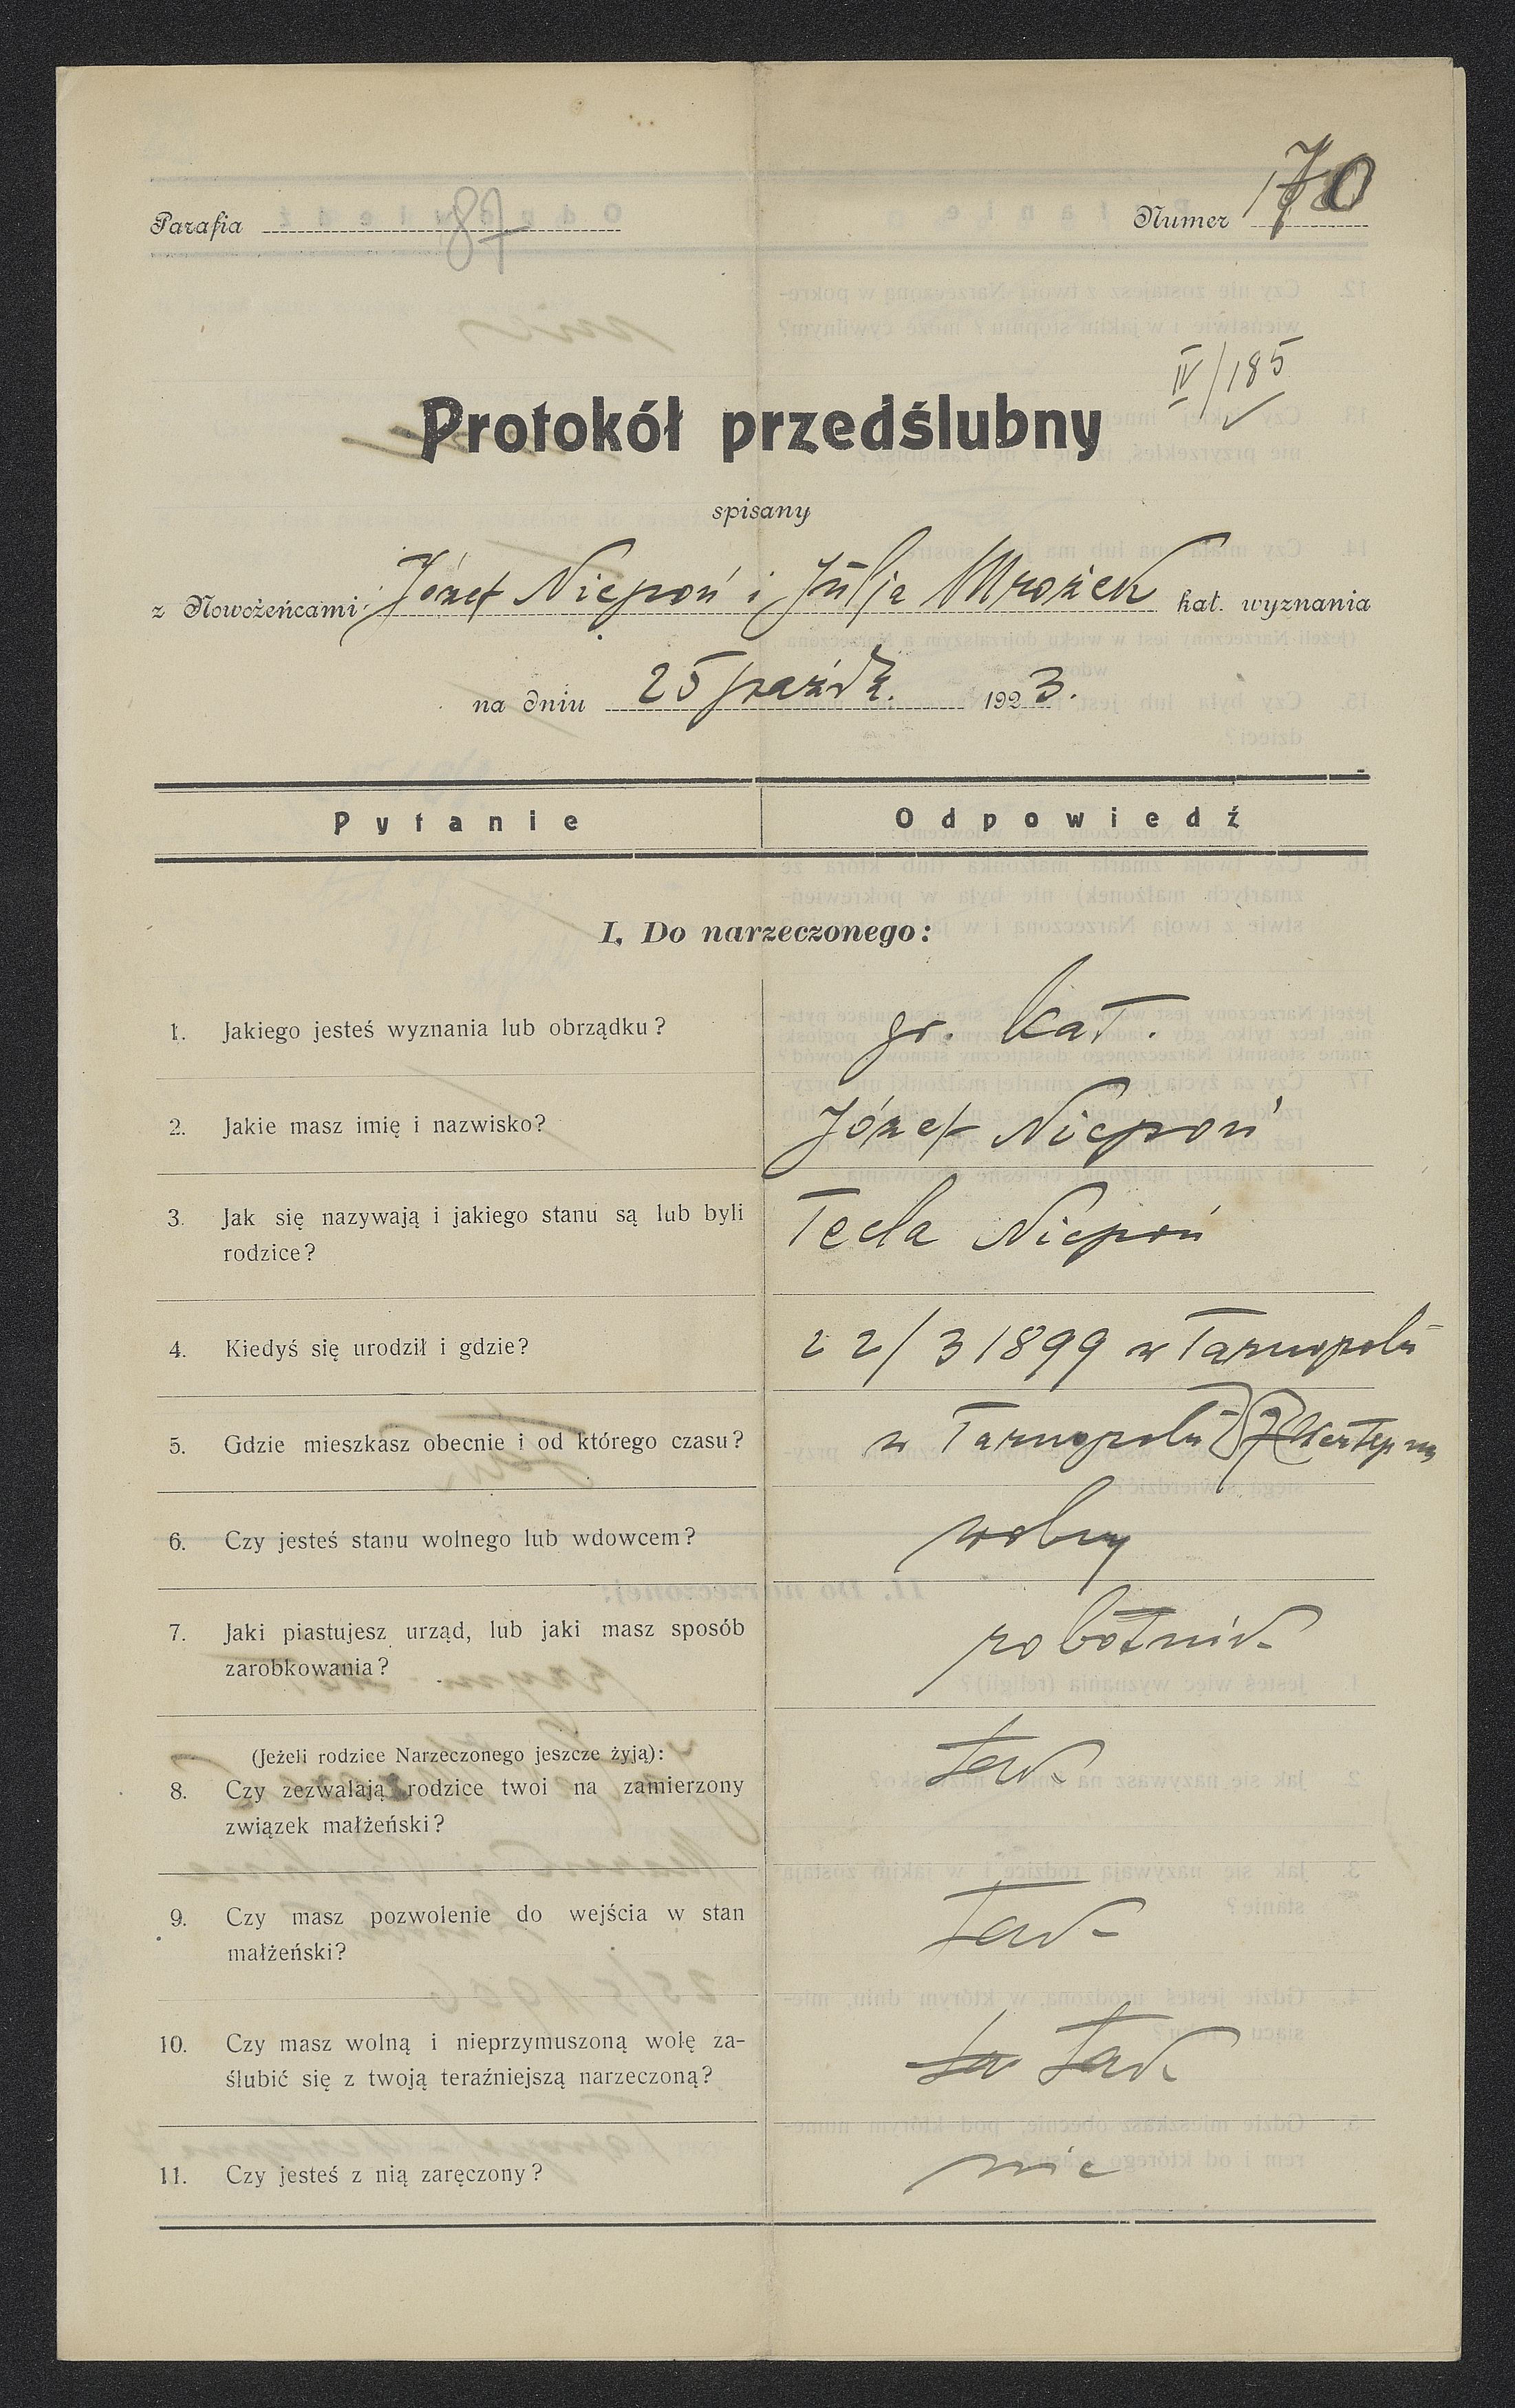 170
Parafia 87 Numer
IV/185
Protokół przedślubny
spisany
z Nowożeńcami: Józef Niepoń i Julja Mrozek kat. wyznania
na dniu 25 paźdz. 1923.
Pytanie Odpowiedź
I. Do narzeczonego:
1. Jakiego jesteś wyznania lub obrządku? gr. kat.
2. Jakie masz imię i nazwisko? Józef Niepoń
3. Jak się nazywają i jakiego stanu są lub byli Tecla Niepoń
rodzice?
4. Kiedyś się urodził i gdzie? 22/3 1899 w Tarnopolu
5. Gdzie mieszkasz obecnie i od którego czasu? w Tarnopolu
6. Czy jesteś stanu wolnego lub wdowcem? wolny
7. Jaki piastujesz urząd, lub jaki masz sposób robotnik
zarobkowania?
(Jeżeli rodzice Narzeczonego jeszcze żyją):
8. Czy zezwalają rodzice twoi na zamierzony tak
związek małżeński?
9. Czy masz pozwolenie do wejścia w stan tak
małżeński?
10. Czy masz wolną i nieprzymuszoną wolę za-
ślubić się z twoją teraźniejszą narzeczoną? ta tak
11. Czy jesteś z nią zaręczony? nie